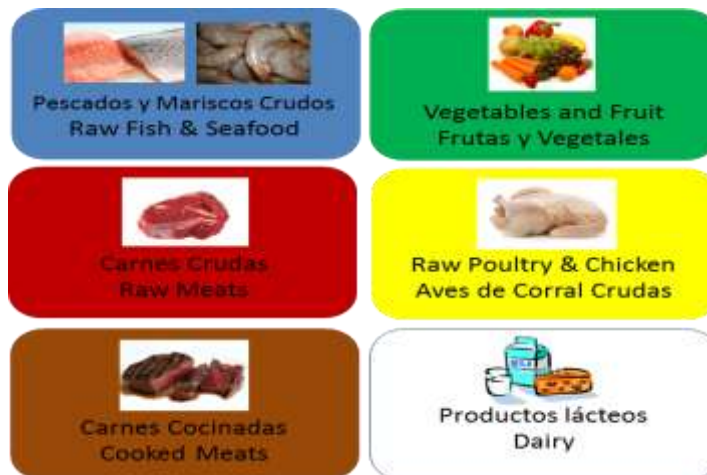 Pescados y Mariscos Crudos
Raw Fish & Seafood
Vegetables and Fruit
Frutas y Vegetales
Carnes Crudas
Raw Meats
Raw Poultry & Chicken
Aves de Corral Crudas
Carnes Cocinadas
Cooked Meats
Productos lácteos
Dairy